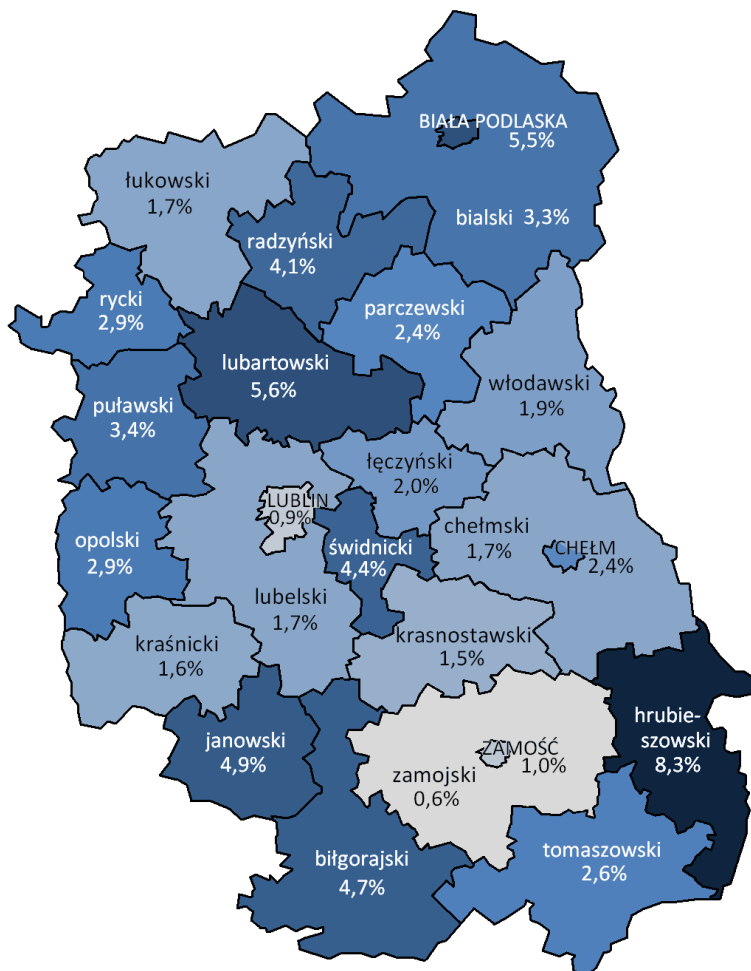 BIAŁA PODLASKA
5,5%
łukowski
1,7%
bialski 3,3%
radzyński
4,1%
rycki
2,9%
parczewski
2,4%
lubartowski
5,6%
włodawski
1,9%
puławski
3,4%
łęczyński
2,0%
LUBLIN
0,9%
chełmski
1,7%
CHEŁM
2,4%
opolski
2,9%
świdnicki
4,4%
lubelski
1,7%
kraśnicki
1,6%
krasnostawski
1,5%
hrubie-
szowski
8,3%
janowski
4,9%
ZAMOŚĆ
1,0%
zamojski
0,6%
biłgorajski
4,7%
tomaszowski
2,6%